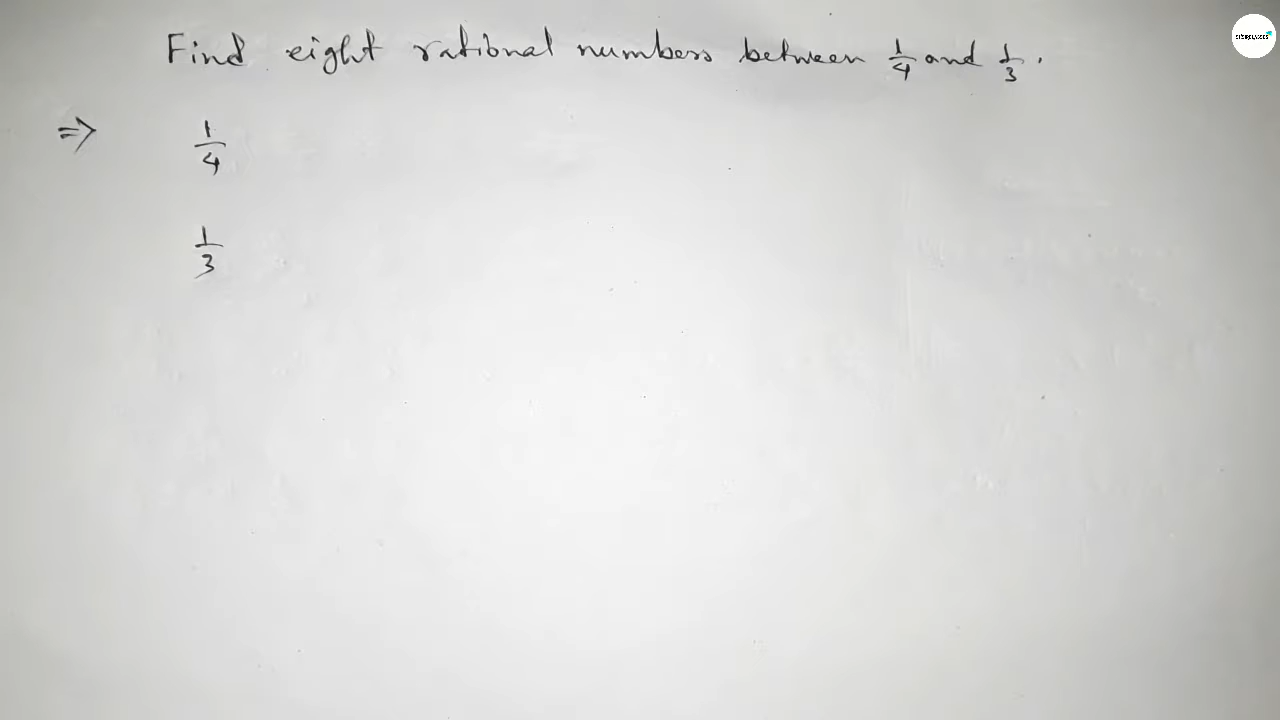 Find eight rational numbers between 1/4 and 1/3.
⇒ 1/4
1/3